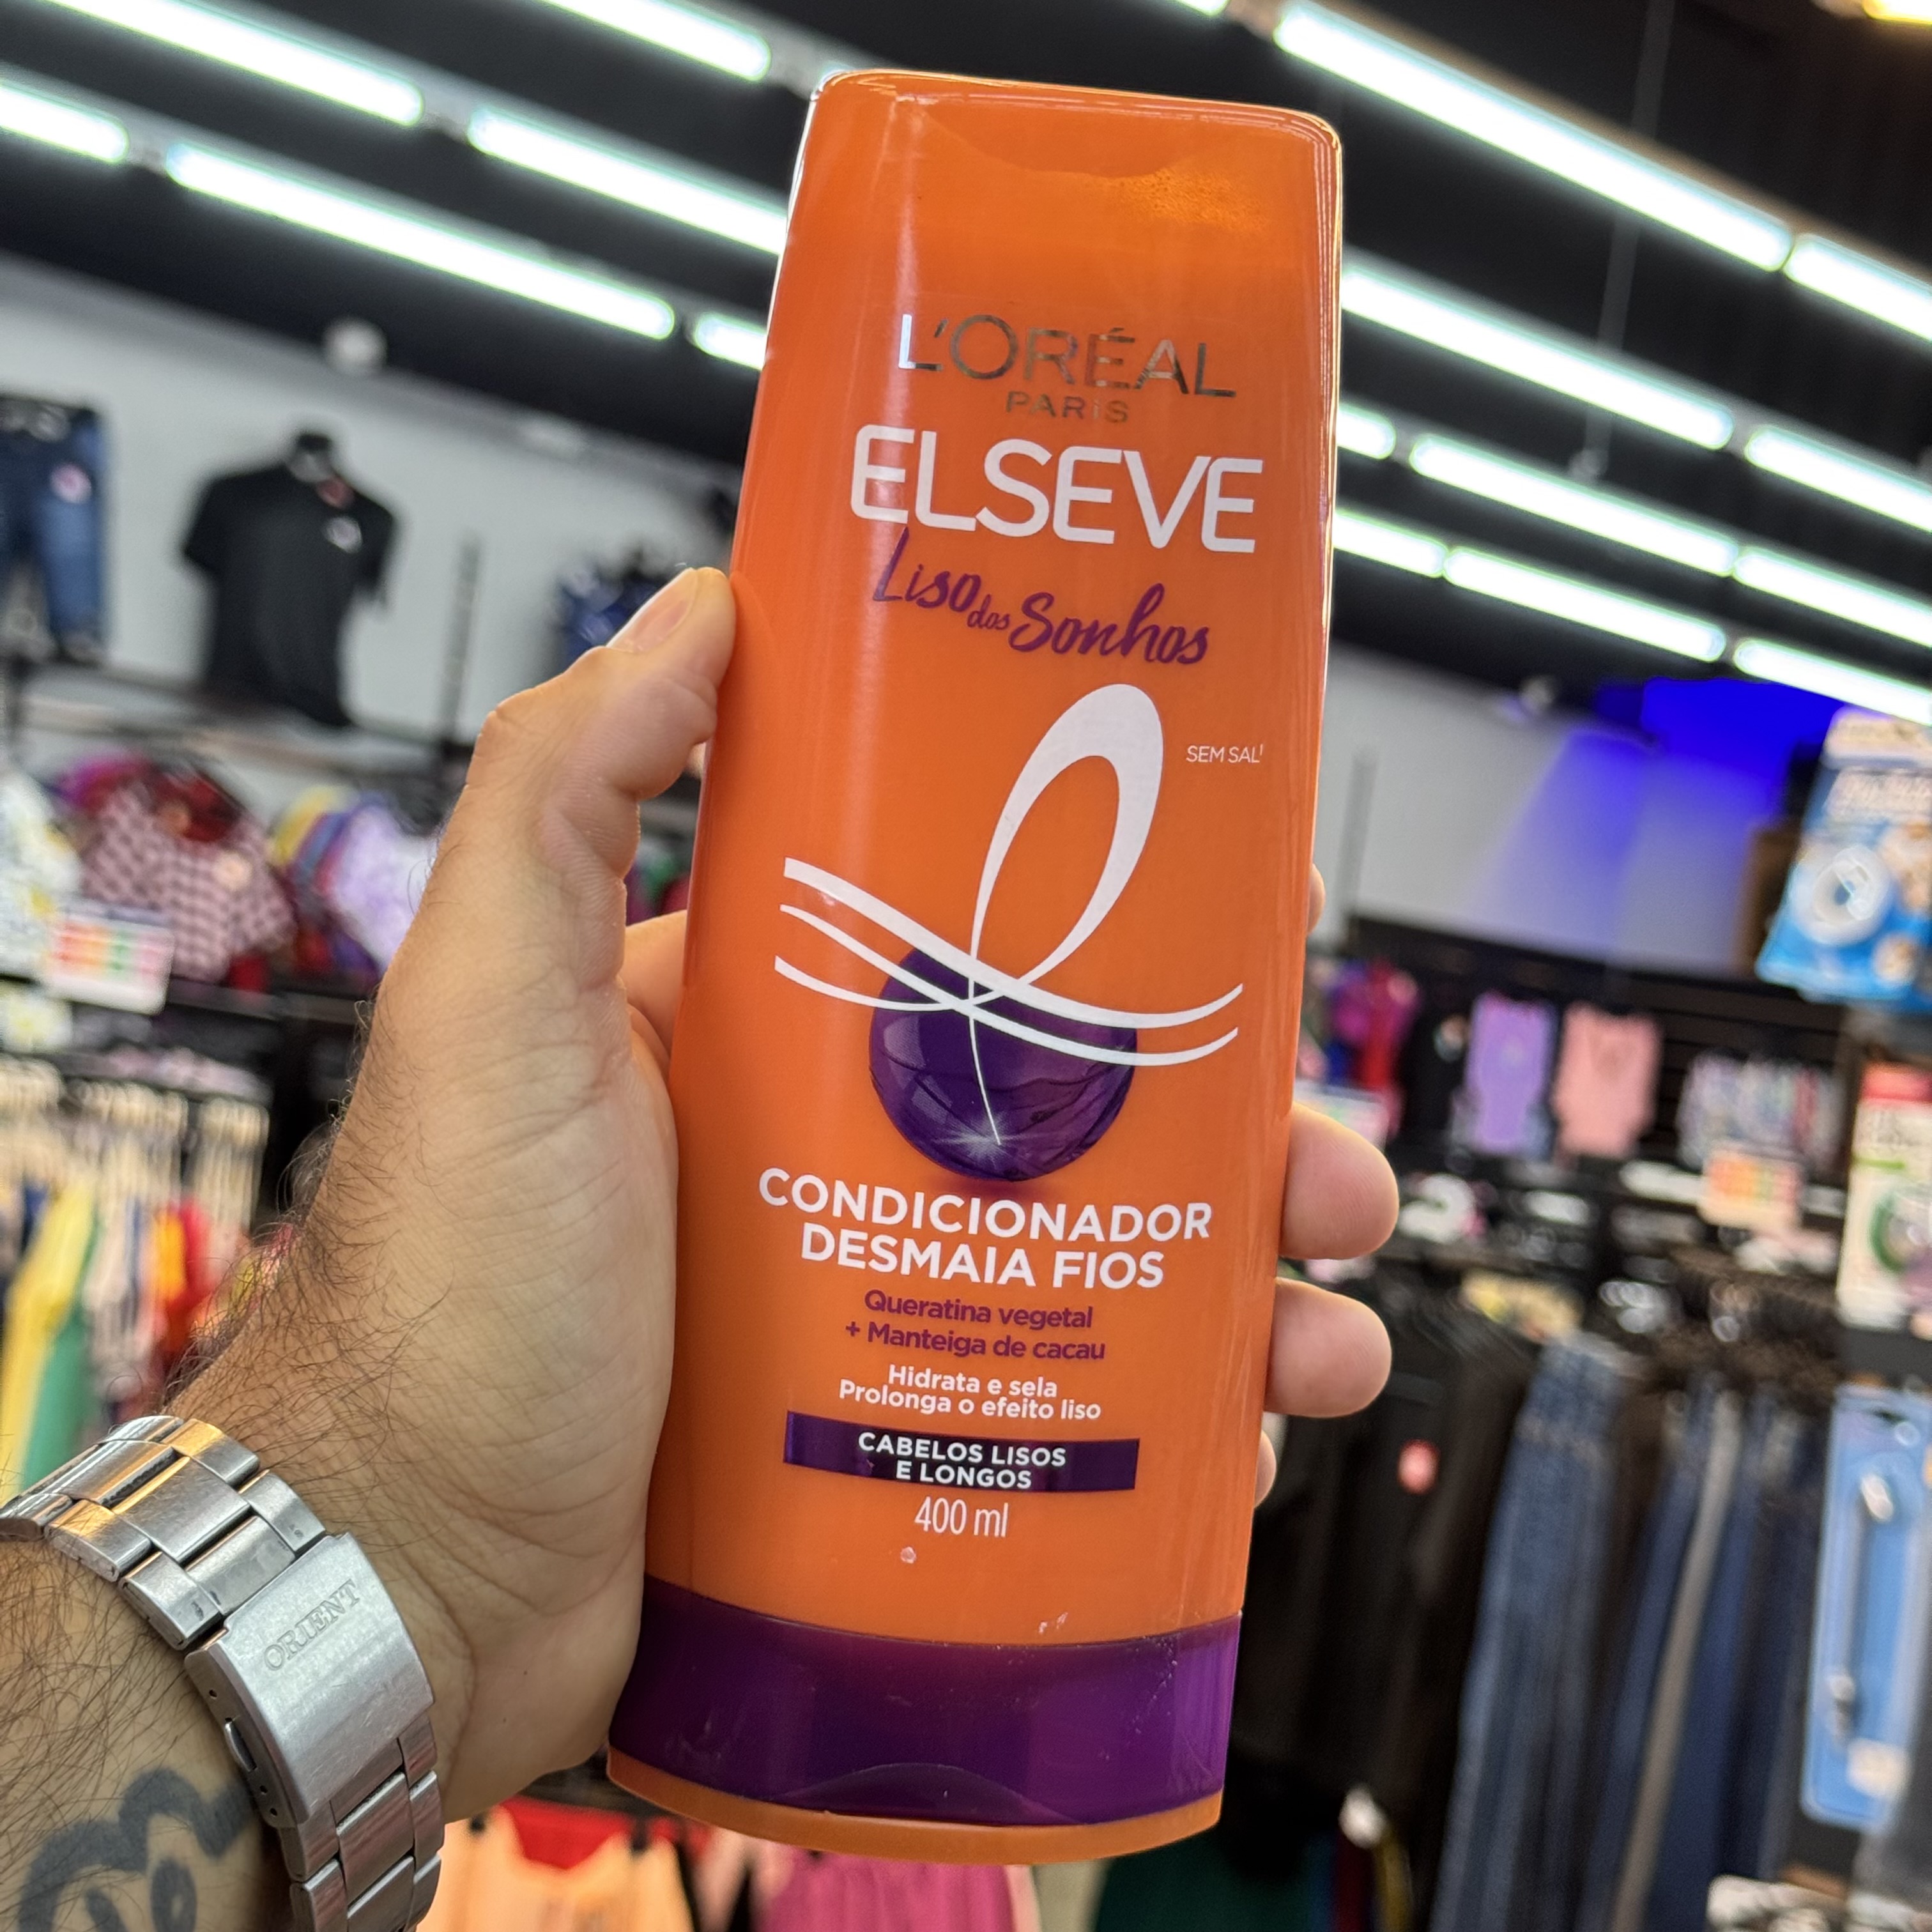 L'ORÉAL
PARIS
ELSEVE
Liso dos Sonhos
SEM SAL¹
CONDICIONADOR
DESMAIA FIOS
Queratina vegetal
+ Manteiga de cacau
Hidrata e sela
Prolonga o efeito liso
CABELOS LISOS
E LONGOS
400 ml
ORIENT